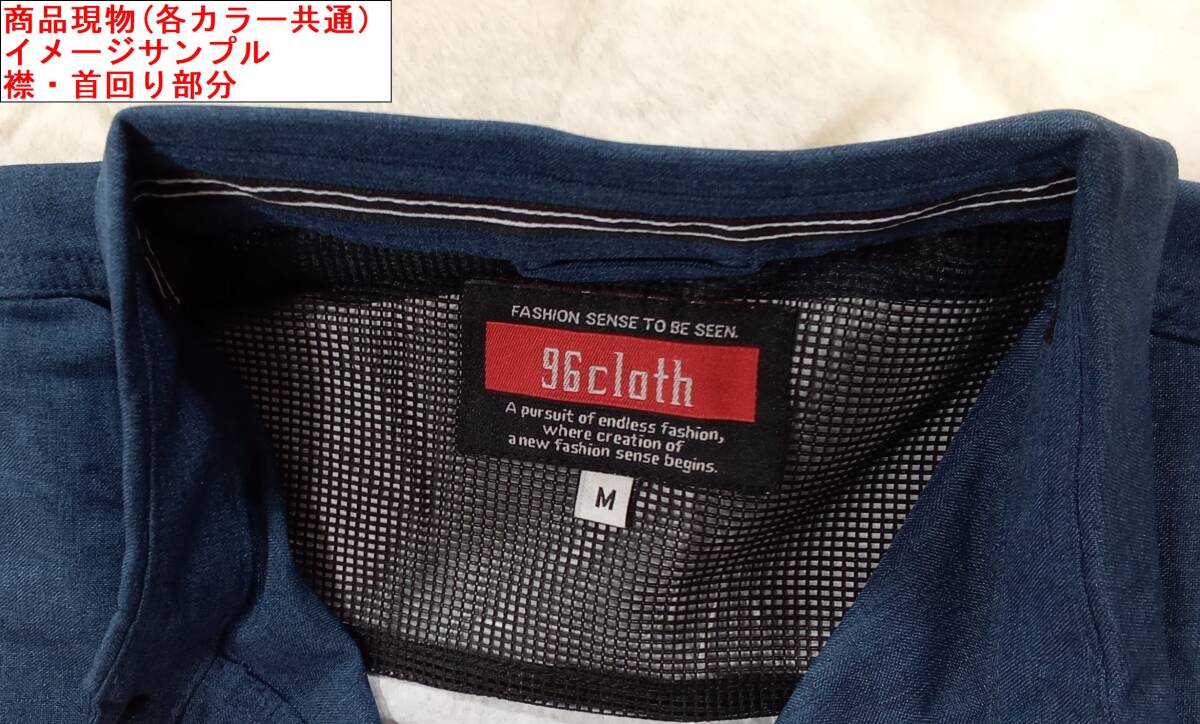 商品現物(各カラー共通)
イメージサンプル
襟・首回り部分
FASHION SENSE TO BE SEEN.
96cloth
A pursuit of endless fashion,
where creation of
a new fashion sense begins.
M